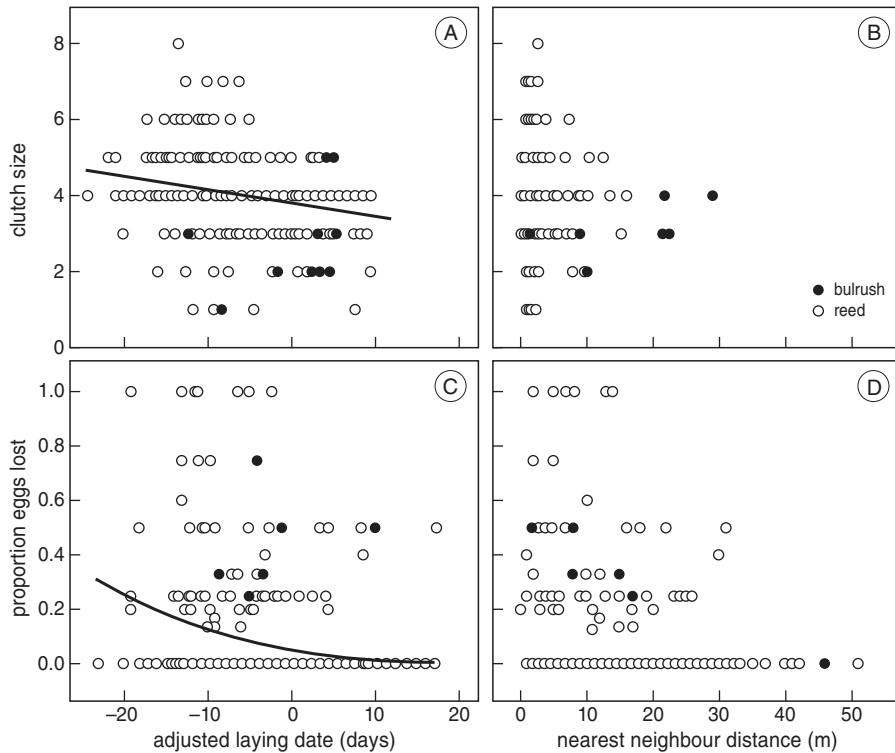 A
B
8
6
4
2
0
clutch size
bulrush
reed
C
D
1.0
0.8
0.6
0.4
0.2
0.0
proportion eggs lost
−20 −10 0 10 20
0 10 20 30 40 50
adjusted laying date (days)
nearest neighbour distance (m)